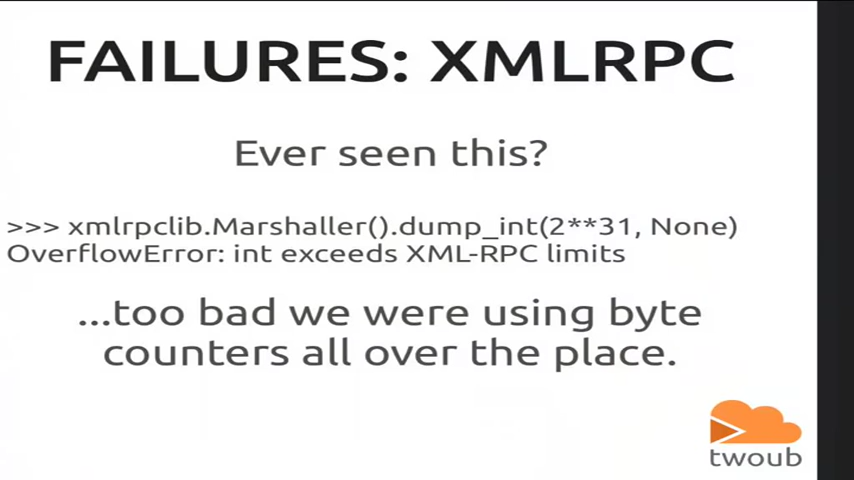 FAILURES: XMLRPC
Ever seen this?
>>> xmlrpclib.Marshaller().dump_int(2**31, None)
OverflowError: int exceeds XML-RPC limits
...too bad we were using byte
counters all over the place.
twoub